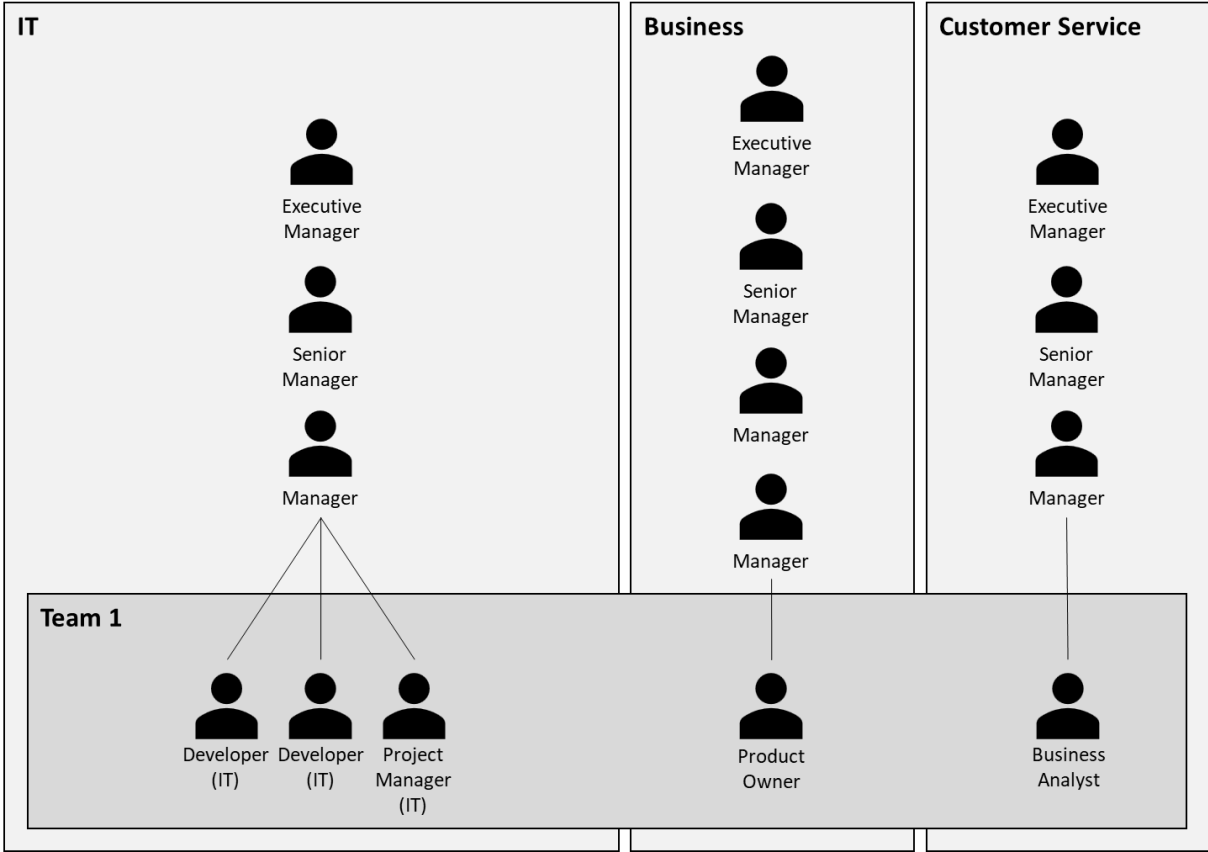 IT
Executive
Manager
Senior
Manager
Manager
Business
Executive
Manager
Senior
Manager
Manager
Manager
Customer Service
Executive
Manager
Senior
Manager
Manager
Team 1
Developer
(IT)
Developer
(IT)
Project
Manager
(IT)
Product
Owner
Business
Analyst